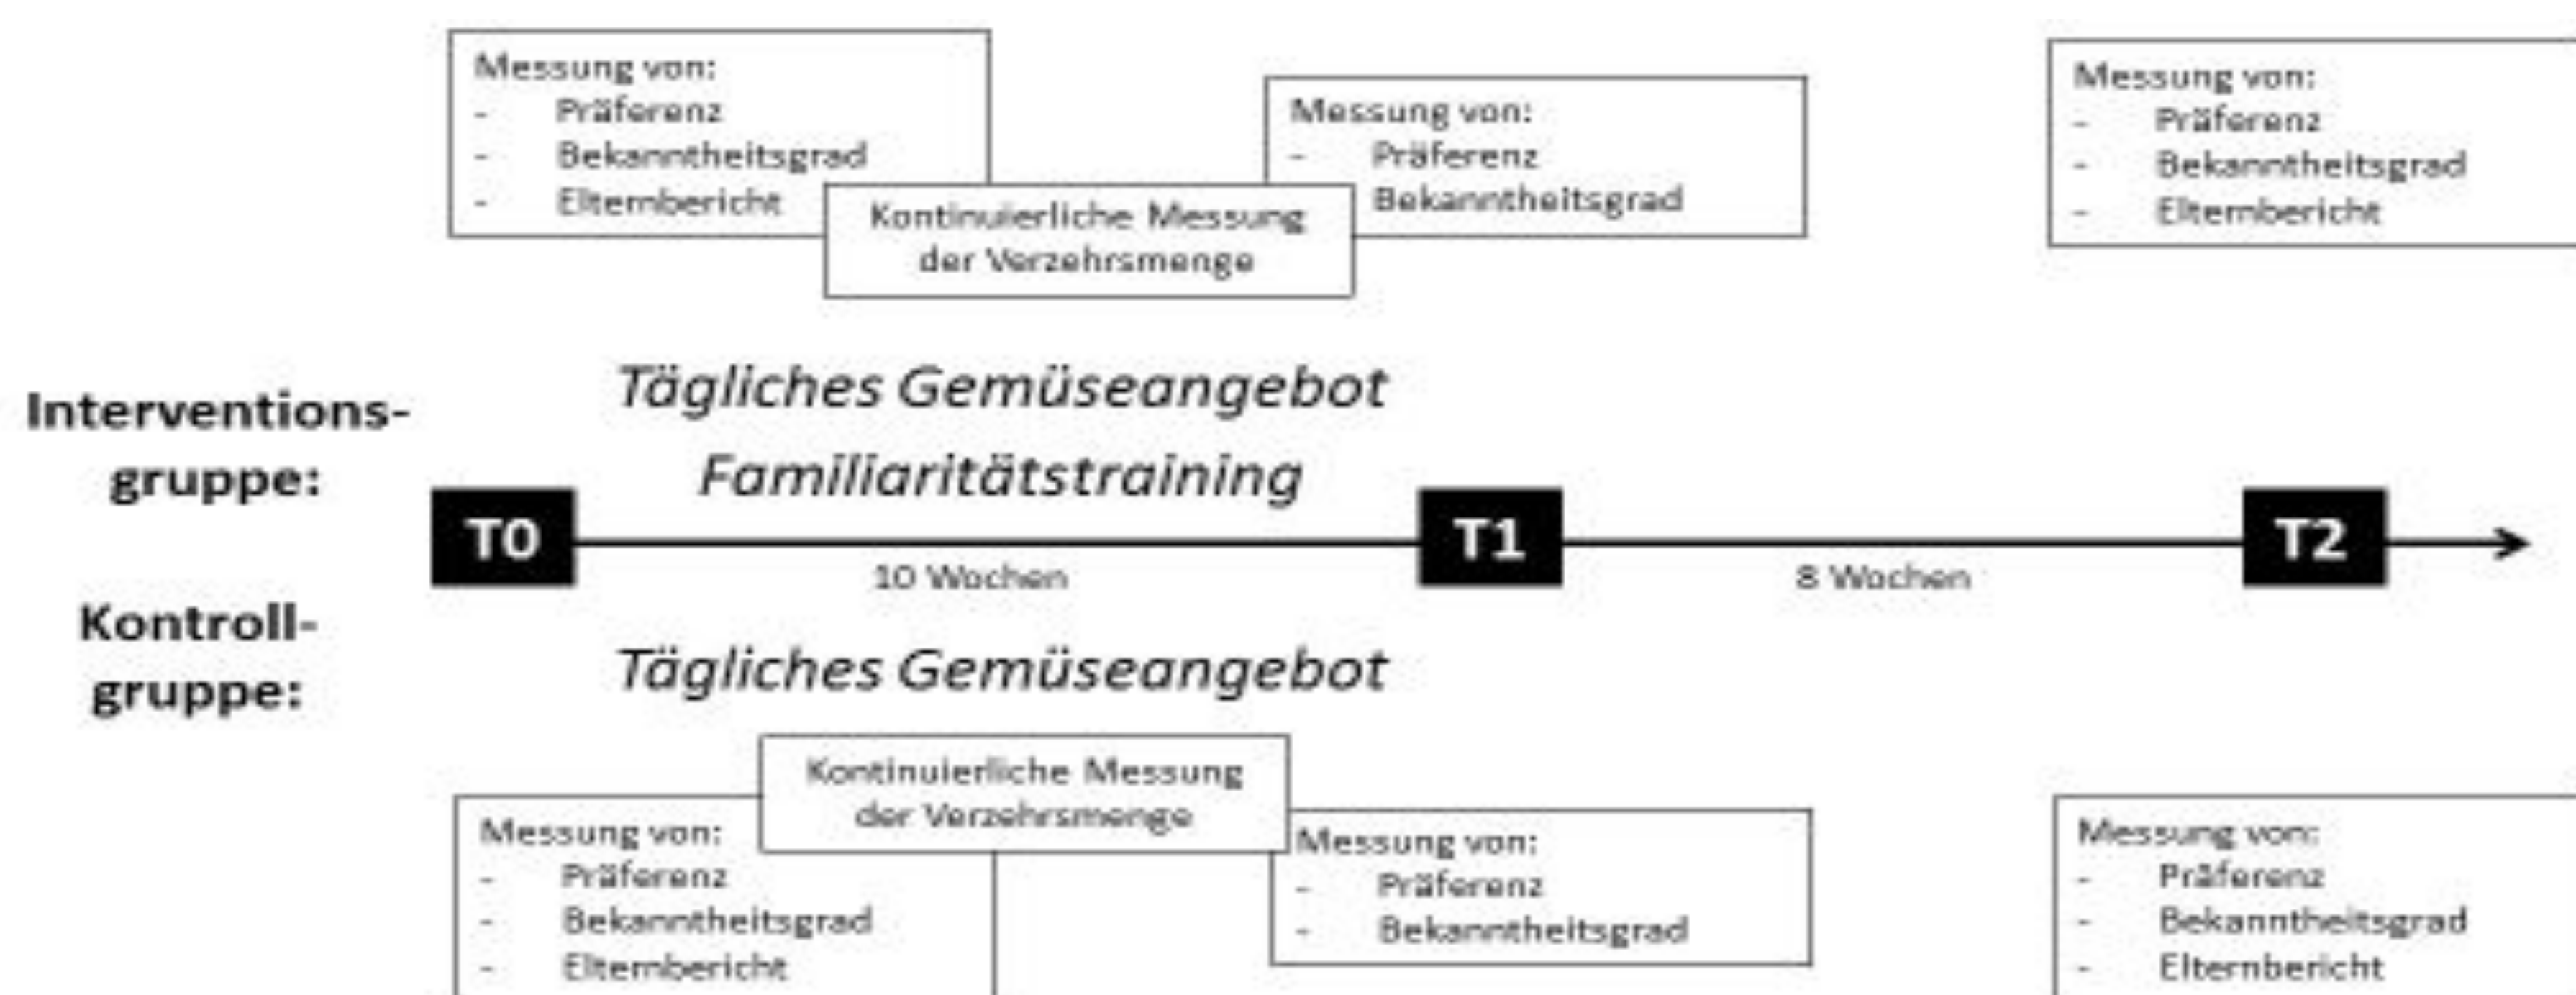 Messung von:
- Präferenz
- Bekanntheitsgrad
- Elternbericht
Kontinuierliche Messung
der Verzehrsmenge
Messung von:
- Präferenz
Bekanntheitsgrad
Messung von:
- Präferenz
- Bekanntheitsgrad
- Elternbericht
Interventions-
gruppe:
Tägliches Gemüseangebot
Familiaritätstraining
T0
10 Wochen
T1
8 Wochen
T2
Kontroll-
gruppe:
Tägliches Gemüseangebot
Kontinuierliche Messung
der Verzehrsmenge
Messung von:
- Präferenz
- Bekanntheitsgrad
- Elternbericht
Messung von:
- Präferenz
- Bekanntheitsgrad
Messung von:
- Präferenz
- Bekanntheitsgrad
- Elternbericht